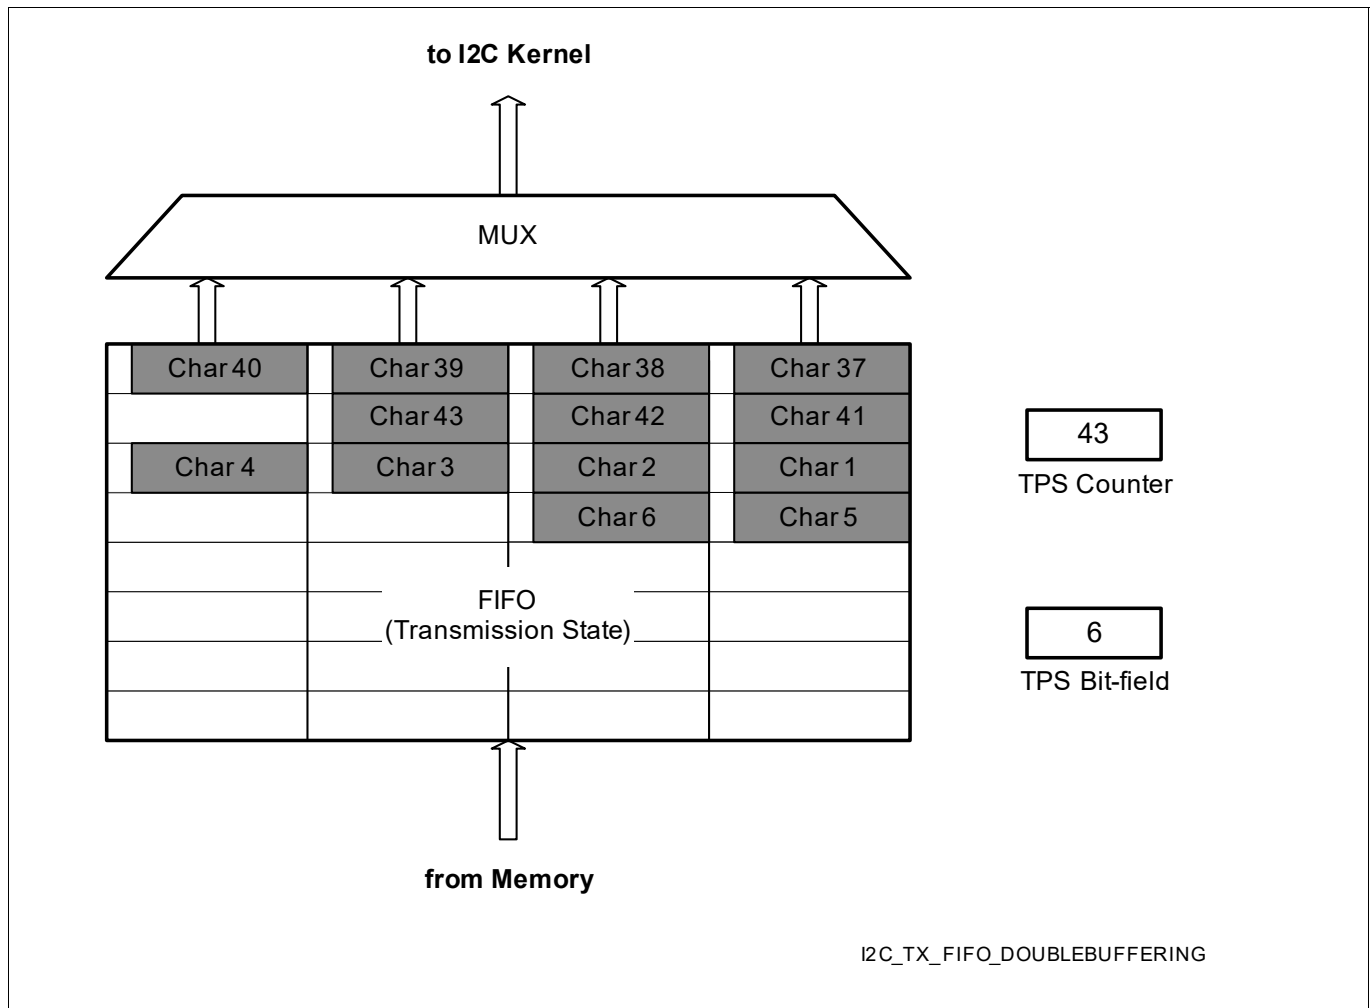 to I2C Kernel
MUX
Char 40 Char 39 Char 38 Char 37
Char 43 Char 42 Char 41
Char 4 Char 3 Char 2 Char 1
Char 6 Char 5
43
TPS Counter
FIFO
(Transmission State)
6
TPS Bit-field
from Memory
I2C_TX_FIFO_DOUBLEBUFFERING